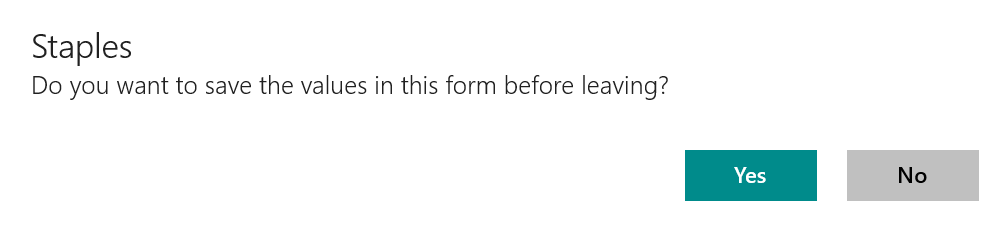 Staples
Do you want to save the values in this form before leaving?
Yes
No